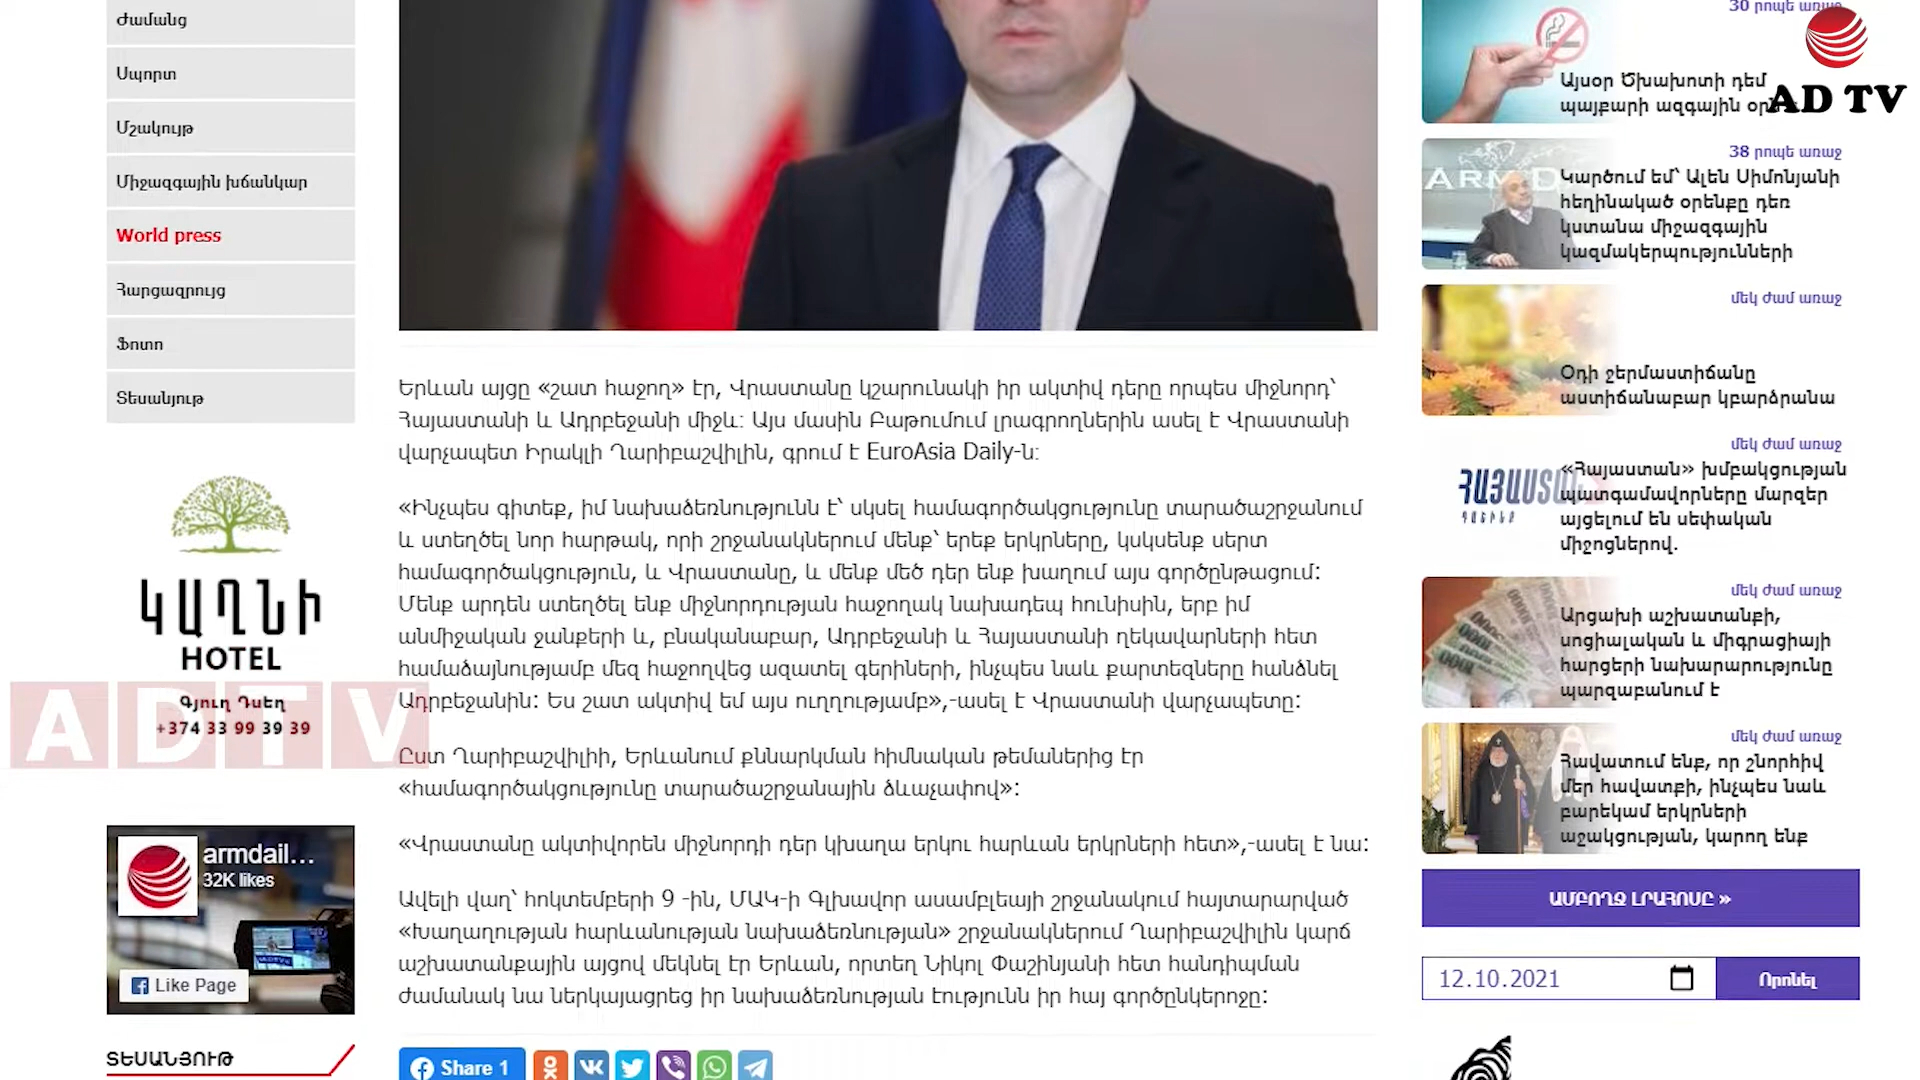 Ժամանց
Սպորտ
Մշակույթ
Միջազգային խճանկար
World press
Հարցազրույց
Ֆոտո
Տեսանյութ
ԿԱՂՆԻ
HOTEL
Գյուղ Դսեղ
+374 33 99 39 39
ADTV
armdail...
32K likes
Like Page
ՏԵՍԱՆՅՈՒԹ
Երևան այցը «շատ հաջող» էր, Վրաստանը կշարունակի իր ակտիվ դերը որպես միջնորդ՝
Հայաստանի և Ադրբեջանի միջև։ Այս մասին Բաթումում լրագրողներին ասել է Վրաստանի
վարչապետ Իրակլի Ղարիբաշվիլին, գրում է EuroAsia Daily-ն։
«Ինչպես գիտեք, իմ նախաձեռնությունն է՝ սկսել համագործակցությունը տարածաշրջանում
և ստեղծել նոր հարթակ, որի շրջանակներում մենք՝ երեք երկրները, կսկսենք սերտ
համագործակցություն, և Վրաստանը, և մենք մեծ դեր ենք խաղում այս գործընթացում:
Մենք արդեն ստեղծել ենք միջնորդության հաջողակ նախադեպ հունիսին, երբ իմ
անմիջական ջանքերի և, բնականաբար, Ադրբեջանի և Հայաստանի ղեկավարների հետ
համաձայնությամբ մեզ հաջողվեց ազատել գերիների, ինչպես նաև քարտեզները հանձնել
Ադրբեջանին: Ես շատ ակտիվ եմ այս ուղղությամբ»,-ասել է Վրաստանի վարչապետը:
Ըստ Ղարիբաշվիլիի, Երևանում քննարկման հիմնական թեմաներից էր
«համագործակցությունը տարածաշրջանային ձևաչափով»:
«Վրաստանը ակտիվորեն միջնորդի դեր կխաղա երկու հարևան երկրների հետ»,-ասել է նա:
Ավելի վաղ՝ հոկտեմբերի 9 -ին, ՄԱԿ-ի Գլխավոր ասամբլեայի շրջանակում հայտարարված
«Խաղաղության հարևանության նախաձեռնության» շրջանակներում Ղարիբաշվիլին կարճ
աշխատանքային այցով մեկնել էր Երևան, որտեղ Նիկոլ Փաշինյանի հետ հանդիպման
ժամանակ նա ներկայացրեց իր նախաձեռնության էությունն իր հայ գործընկերոջը:
Share 1
30 րոպե առաջ
AD TV
Այսօր Ծխախոտի դեմ
պայքարի ազգային
38 րոպե առաջ
Կարծում եմ՝ Ալեն Սիմոնյանի
հեղինակած օրենքը դեռ
կստանա միջազգային
կազմակերպությունների
մեկ ժամ առաջ
Օդի ջերմաստիճանը
աստիճանաբար կբարձրանա
մեկ ժամ առաջ
«Հայաստան» խմբակցության
պատգամավորները մարզեր
այցելում են սեփական
միջոցներով.
մեկ ժամ առաջ
Արցախի աշխատանքի,
սոցիալական և միգրացիայի
հարցերի նախարարությունը
պարզաբանում է
մեկ ժամ առաջ
Հավատում ենք, որ շնորհիվ
մեր հավատքի, ինչպես նաև
բարեկամ երկրների
աջակցության, կարող ենք
ԱՄԲՈՂՋ ԼՐԱՀՈՍԸ »
12.10.2021
Որոնել